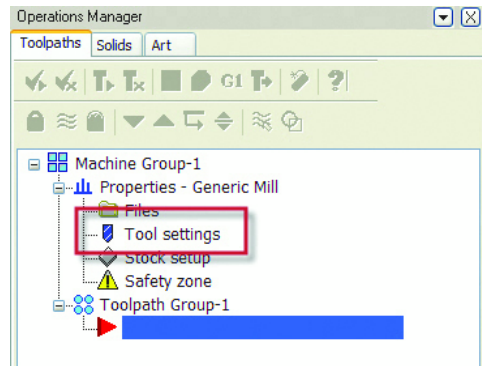 Operations Manager
Toolpaths Solids Art
G1
Machine Group-1
Properties - Generic Mill
Files
Tool settings
Stock setup
Safety zone
Toolpath Group-1